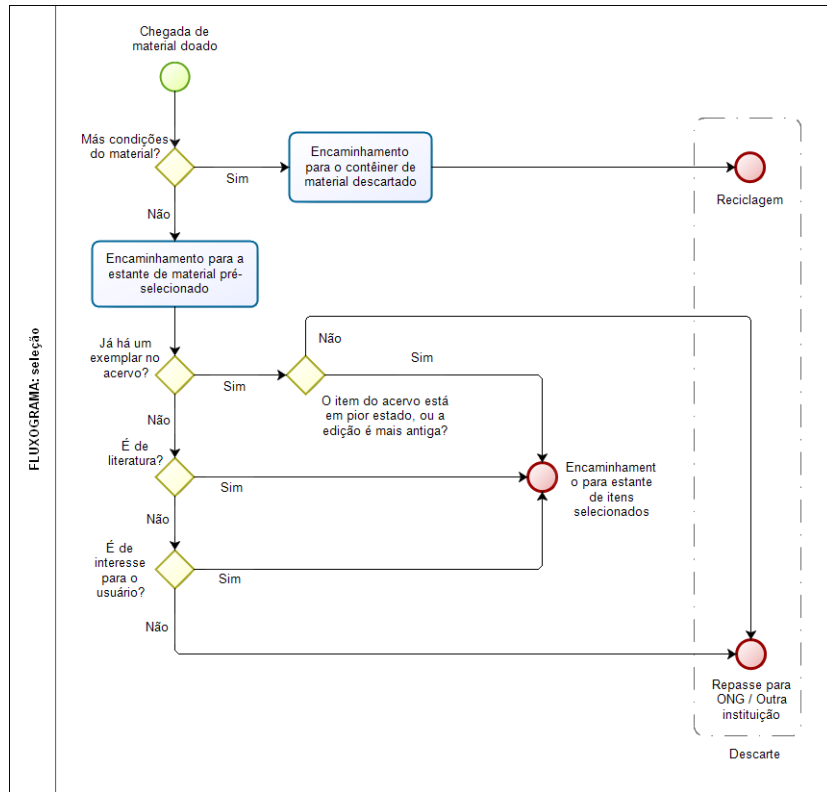 FLUXOGRAMA: seleção
Chegada de
material doado
Más condições
do material?
Sim
Encaminhamento
para o contêiner de
material descartado
Reciclagem
Não
Encaminhamento para a
estante de material pré-
selecionado
Já há um
exemplar no
acervo?
Sim
Não
Sim
O item do acervo está
em pior estado, ou a
edição é mais antiga?
Não
É de
literatura?
Sim
Encaminhament
o para estante
de itens
selecionados
Não
É de
interesse
para o
usuário?
Sim
Não
Repasse para
ONG / Outra
instituição
Descarte